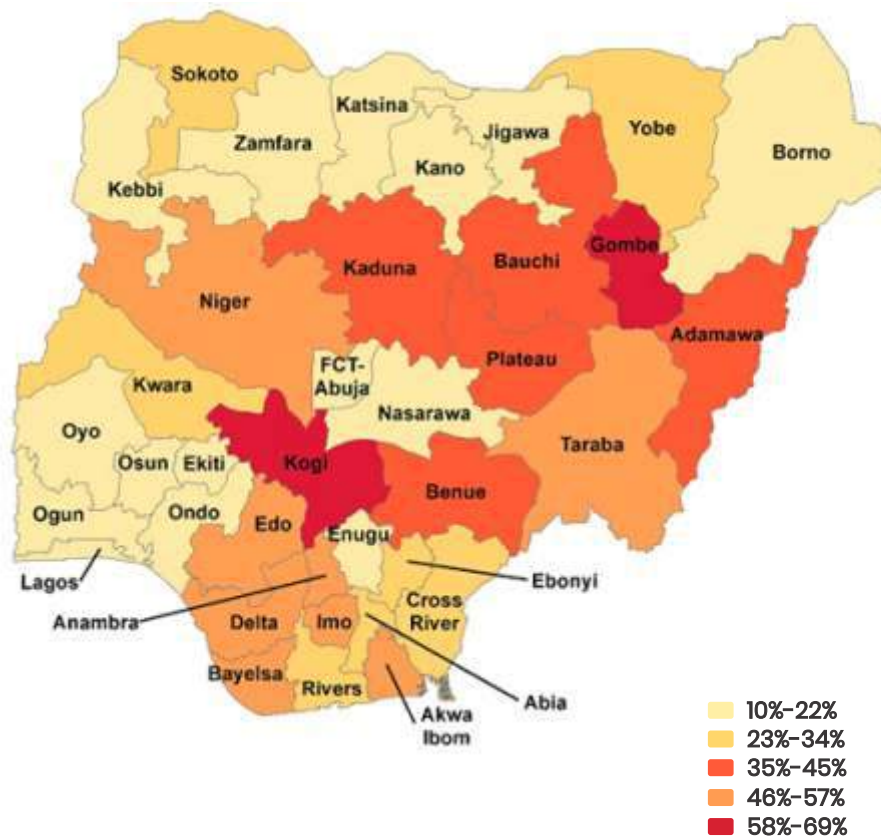 Sokoto
Katsina
Jigawa
Yobe
Zamfara
Borno
Kano
Kebbi
Gombe
Bauchi
Kaduna
Niger
Adamawa
Plateau
FCT-
Abuja
Kwara
Nasarawa
Oyo
Taraba
Osun
Ekiti
Kogi
Benue
Ogun
Ondo
Edo
Enugu
Lagos
Ebonyi
Anambra
Cross
River
Delta
Imo
Bayelsa
Rivers
Abia
Akwa
Ibom
10%-22%
23%-34%
35%-45%
46%-57%
58%-69%